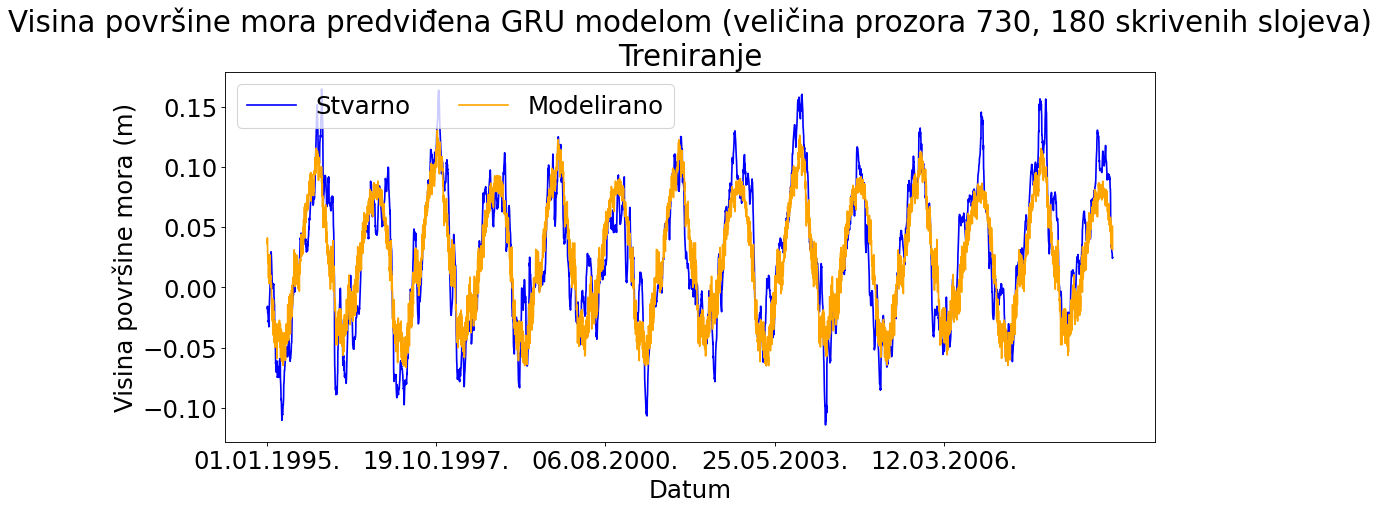 Visina površine mora predviđena GRU modelom (veličina prozora 730, 180 skrivenih slojeva)
Treniranje
Stvarno
Modelirano
Visina površine mora (m)
0.15
0.10
0.05
0.00
−0.05
−0.10
01.01.1995.
19.10.1997.
06.08.2000.
25.05.2003.
12.03.2006.
Datum